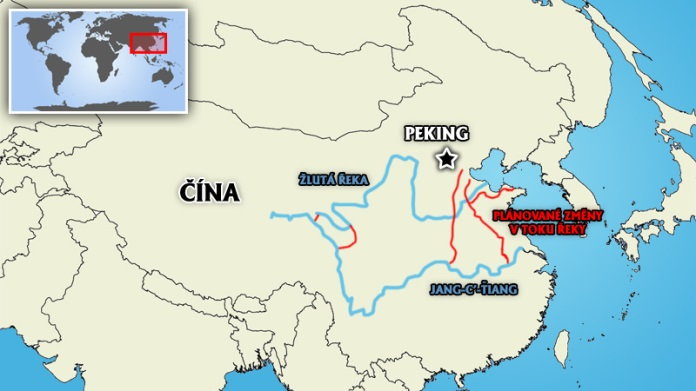 PEKING
ČÍNA
ŽLUTÁ ŘEKA
PLÁNOVANÉ ZMĚNY
V TOKU ŘEKY
JANG-C'-ŤIANG